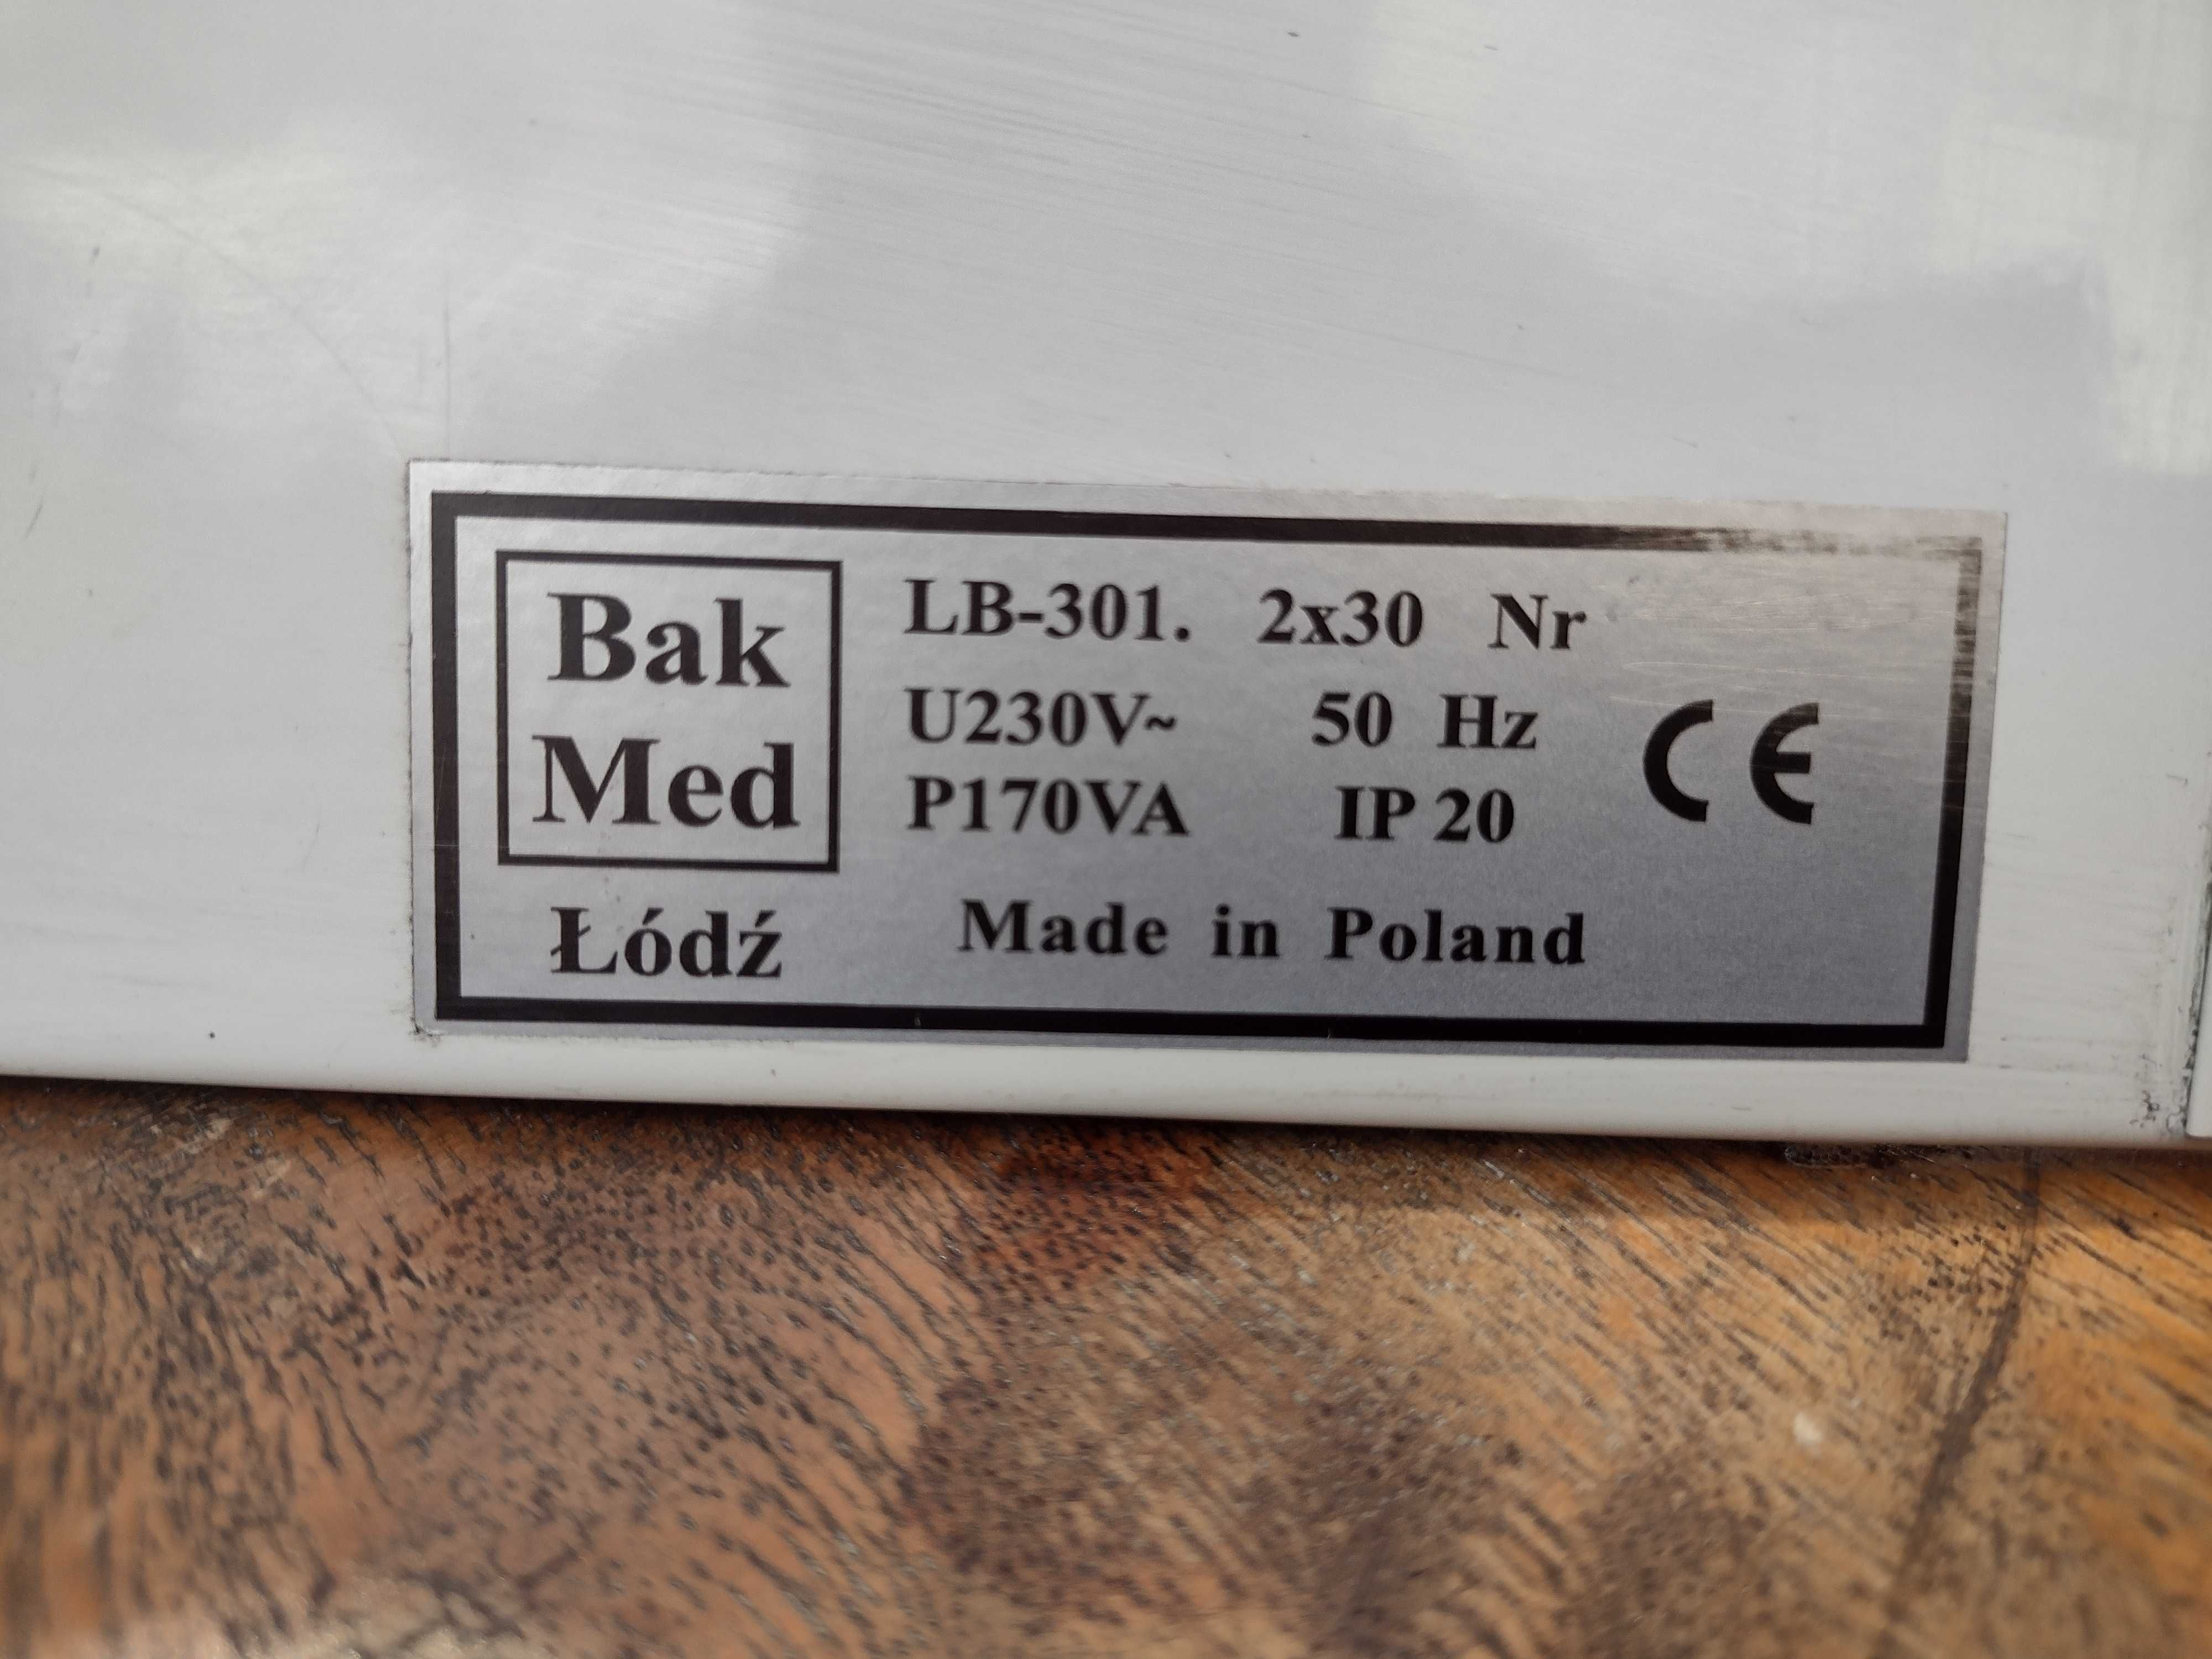 Bak
Med
Łódź
LB-301. 2x30 Nr
U230V~ 50 Hz
P170VA IP 20
CE
Made in Poland